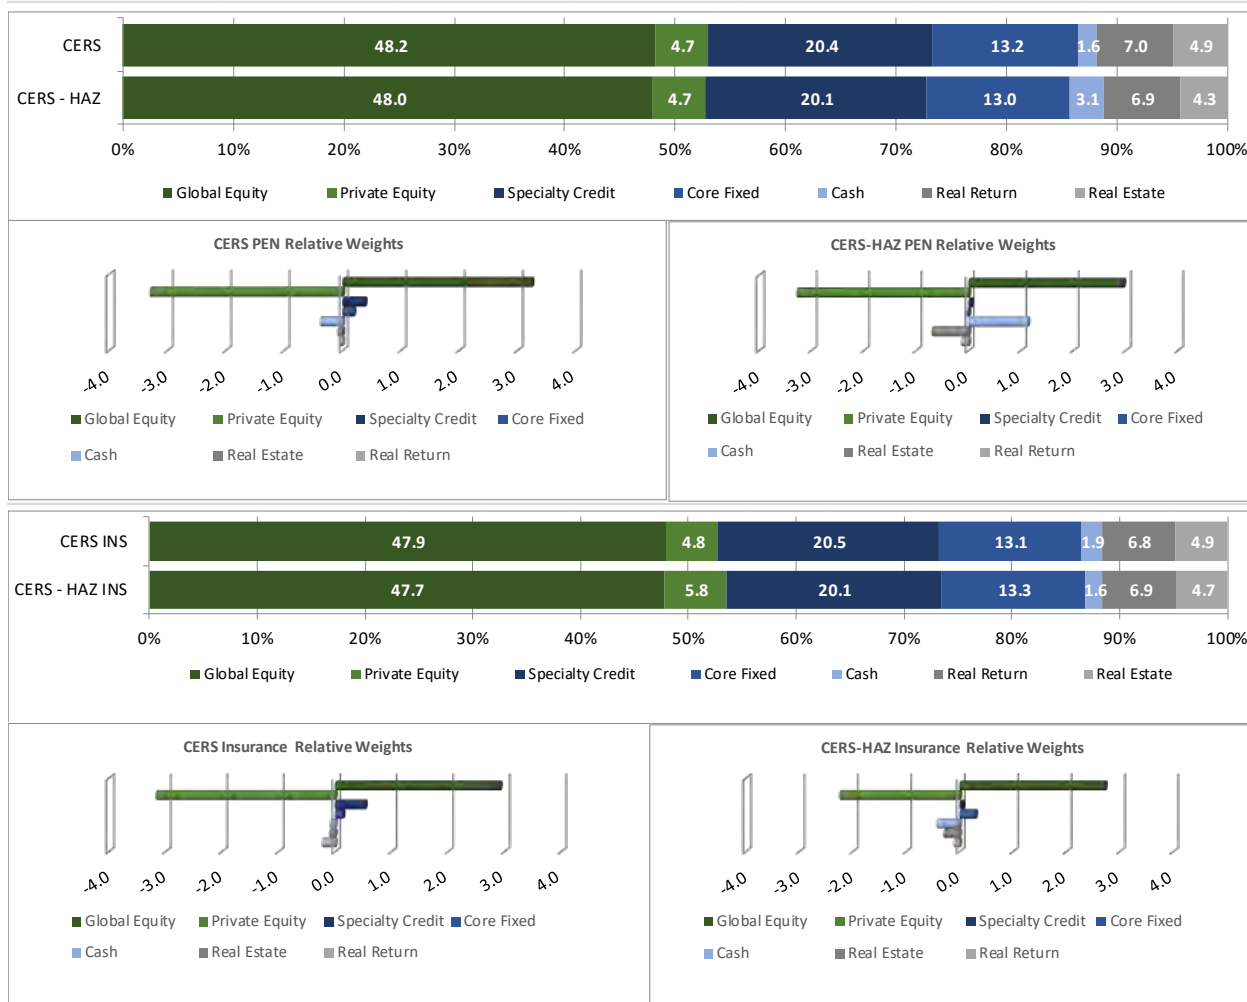 CERS 48.2 4.7 20.4 13.2 1.6 7.0 4.9
CERS - HAZ 48.0 4.7 20.1 13.0 3.1 6.9 4.3
0% 10% 20% 30% 40% 50% 60% 70% 80% 90% 100%
Global Equity Private Equity Specialty Credit Core Fixed Cash Real Return Real Estate
CERS PEN Relative Weights
-4.0 -3.0 -2.0 -1.0 0.0 1.0 2.0 3.0 4.0
Global Equity Private Equity Specialty Credit Core Fixed
Cash Real Estate Real Return
CERS-HAZ PEN Relative Weights
-4.0 -3.0 -2.0 -1.0 0.0 1.0 2.0 3.0 4.0
Global Equity Private Equity Specialty Credit Core Fixed
Cash Real Estate Real Return
CERS INS 47.9 4.8 20.5 13.1 1.9 6.8 4.9
CERS - HAZ INS 47.7 5.8 20.1 13.3 1.6 6.9 4.7
0% 10% 20% 30% 40% 50% 60% 70% 80% 90% 100%
Global Equity Private Equity Specialty Credit Core Fixed Cash Real Return Real Estate
CERS Insurance Relative Weights
-4.0 -3.0 -2.0 -1.0 0.0 1.0 2.0 3.0 4.0
Global Equity Private Equity Specialty Credit Core Fixed
Cash Real Estate Real Return
CERS-HAZ Insurance Relative Weights
-4.0 -3.0 -2.0 -1.0 0.0 1.0 2.0 3.0 4.0
Global Equity Private Equity Specialty Credit Core Fixed
Cash Real Estate Real Return